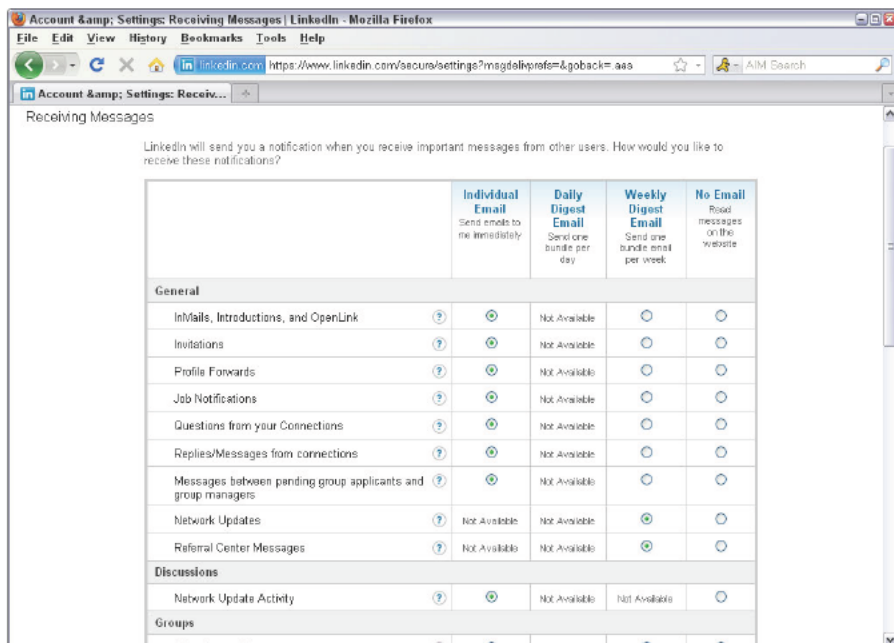 Account &amp; Settings: Receiving Messages | LinkedIn - Mozilla Firefox
File Edit View History Bookmarks Tools Help
in linkedin.com https://www.linkedin.com/secure/settings?msgdelivprefs=&goback=.aas AIM Search
in Account &amp; Settings: Receiv...
Receiving Messages
LinkedIn will send you a notification when you receive important messages from other users. How would you like to
receive these notifications?
Individual Email Send emails to me immediately
Daily Digest Email Send one bundle per day
Weekly Digest Email Send one bundle email per week
No Email Read messages on the website
General
InMails, Introductions, and OpenLink ? Not Available
Invitations ? Not Available
Profile Forwards ? Not Available
Job Notifications ? Not Available
Questions from your Connections ? Not Available
Replies/Messages from connections ? Not Available
Messages between pending group applicants and ? Not Available
group managers
Network Updates ? Not Available Not Available
Referral Center Messages ? Not Available Not Available
Discussions
Network Update Activity ? Not Available Not Available
Groups